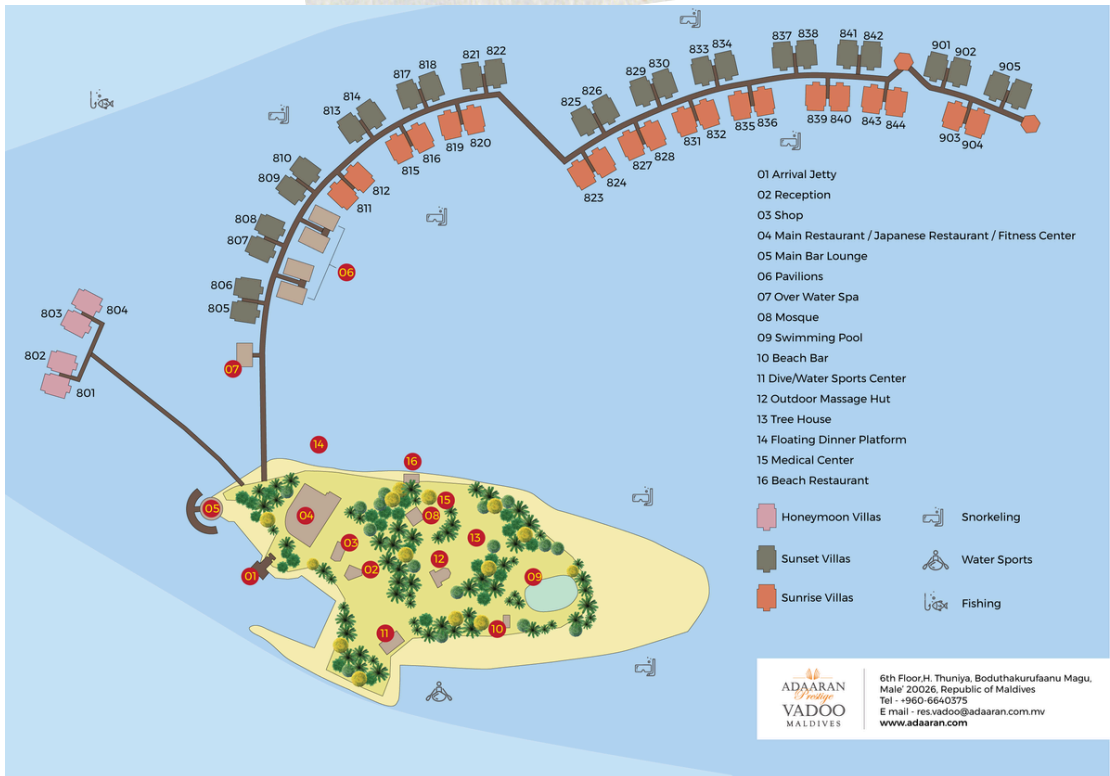 821
822
817
818
814
813
810
809
808
807
806
805
819
820
815
816
812
811
804
803
802
801
837
838
841
842
833
834
829
830
825
826
901
902
905
823
824
827
828
831
832
835
836
839
840
843
844
903
904
06
07
14
16
05
04
15
08
03
13
12
02
01
09
11
10
01 Arrival Jetty
02 Reception
03 Shop
04 Main Restaurant / Japanese Restaurant / Fitness Center
05 Main Bar Lounge
06 Pavilions
07 Over Water Spa
08 Mosque
09 Swimming Pool
10 Beach Bar
11 Dive/Water Sports Center
12 Outdoor Massage Hut
13 Tree House
14 Floating Dinner Platform
15 Medical Center
16 Beach Restaurant
Honeymoon Villas
Sunset Villas
Sunrise Villas
Snorkeling
Water Sports
Fishing
ADAARAN
Prestige
VADOO
MALDIVES
6th Floor,H. Thuniya, Boduthakurufaanu Magu,
Male' 20026, Republic of Maldives
Tel - +960-6640375
E mail - res.vadoo@adaaran.com.mv
www.adaaran.com